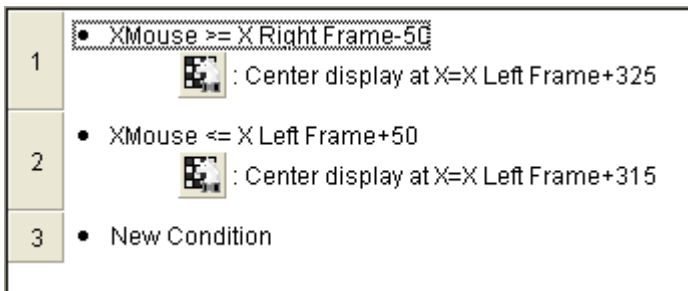 1
• XMouse >= X Right Frame-50
: Center display at X=X Left Frame+325
2
• XMouse <= X Left Frame+50
: Center display at X=X Left Frame+315
3
• New Condition